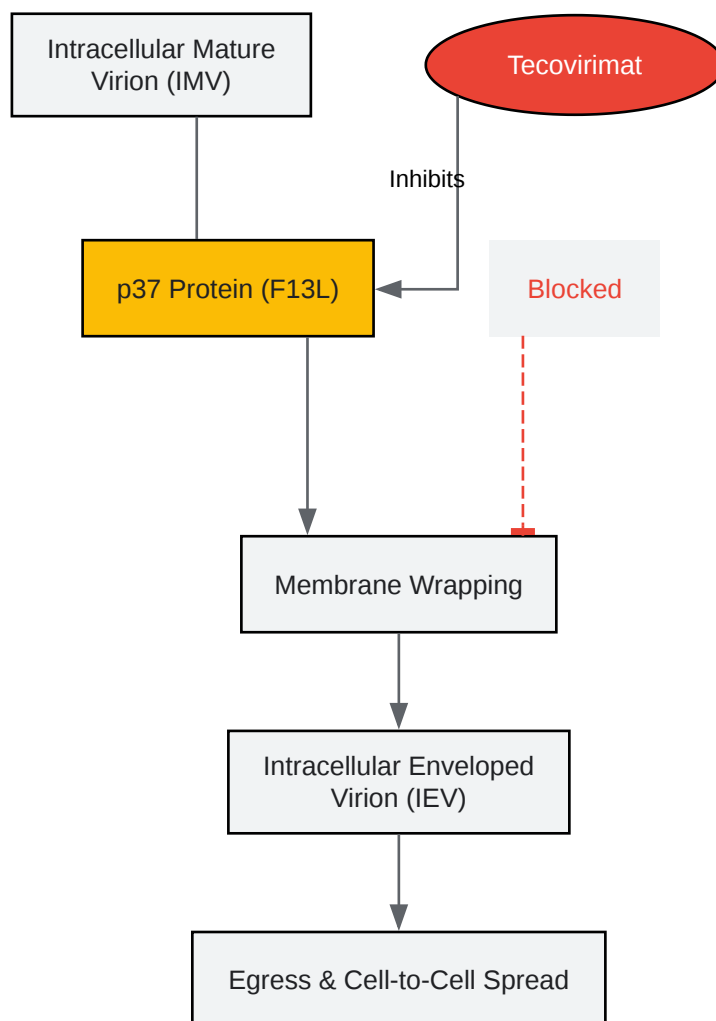 Intracellular Mature
Virion (IMV)
Tecovirimat
Inhibits
p37 Protein (F13L)
Blocked
Membrane Wrapping
Intracellular Enveloped
Virion (IEV)
Egress & Cell-to-Cell Spread